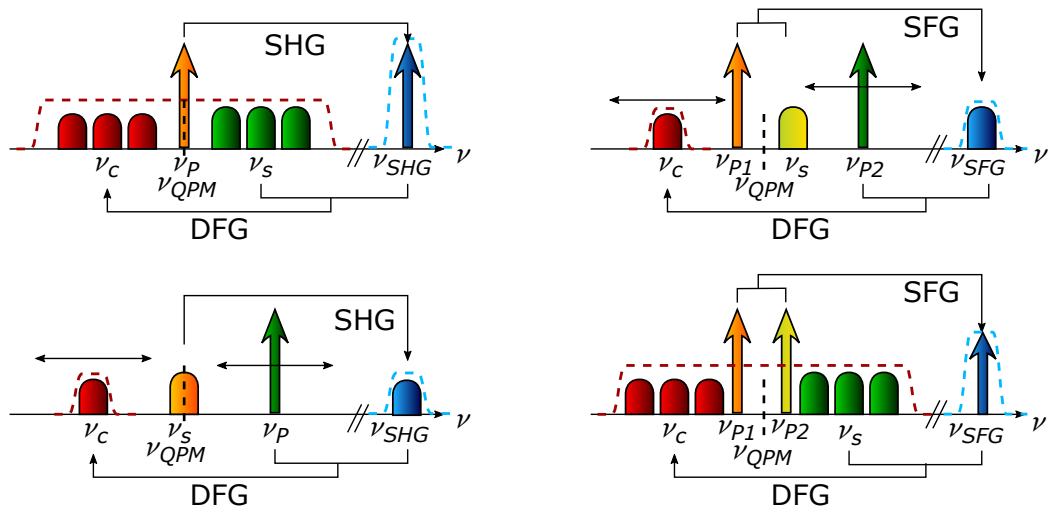 SHG
ν_c ν_P ν_s ν_SHG ν
ν_QPM
DFG
SFG
ν_c ν_P1 ν_s ν_P2 ν_SFG ν
ν_QPM
DFG
SHG
ν_c ν_s ν_P ν_SHG ν
ν_QPM
DFG
SFG
ν_c ν_P1 ν_P2 ν_s ν_SFG ν
ν_QPM
DFG